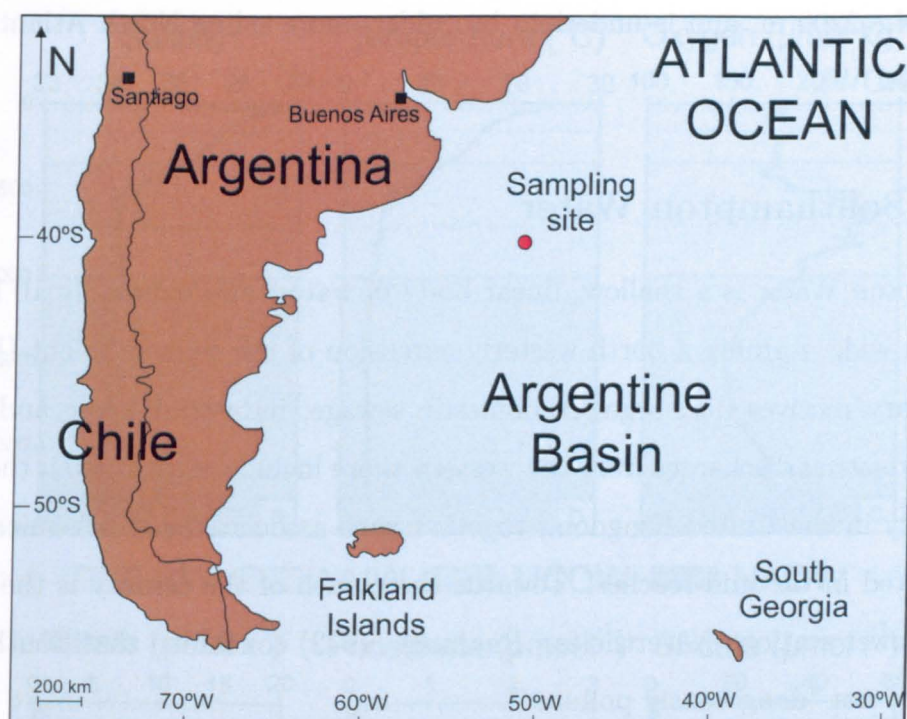 N
ATLANTIC
OCEAN
Santiago
Buenos Aires
Argentina
Sampling
site
40ºS
Argentine
Basin
Chile
50ºS
Falkland
Islands
South
Georgia
200 km
70ºW
60ºW
50ºW
40ºW
30ºW